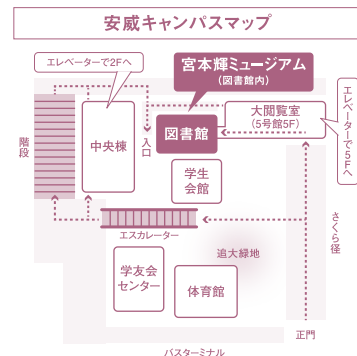 安威キャンパスマップ
エレベーターで2Fへ
宮本輝ミュージアム
(図書館内)
大閲覧室
(5号館5F)
エレベーターで5Fへ
階段
中央棟
入口
図書館
学生
会館
エスカレーター
さくら径
追大緑地
学友会
センター
体育館
正門
バスターミナル